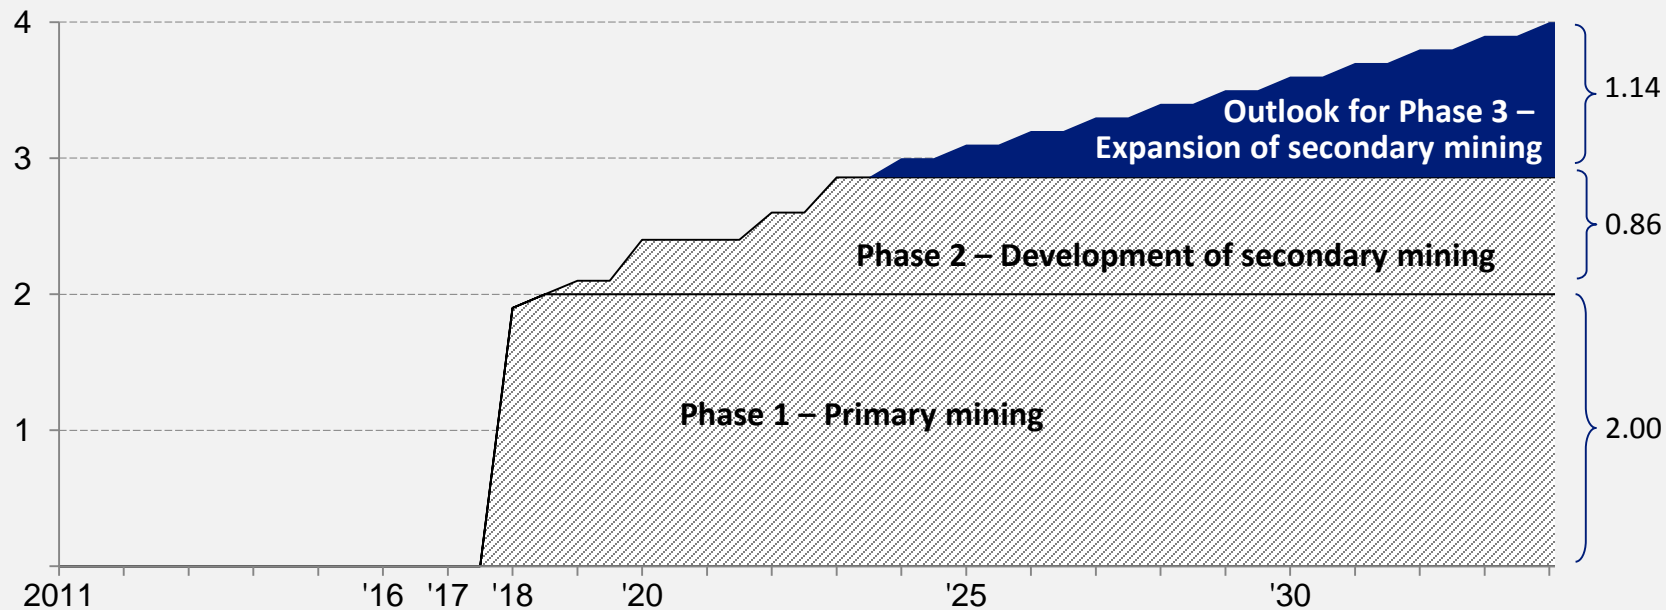 4
3
2
1
Outlook for Phase 3 –
Expansion of secondary mining
Phase 2 – Development of secondary mining
Phase 1 – Primary mining
1.14
0.86
2.00
2011 '16 '17 '18 '20 '25 '30